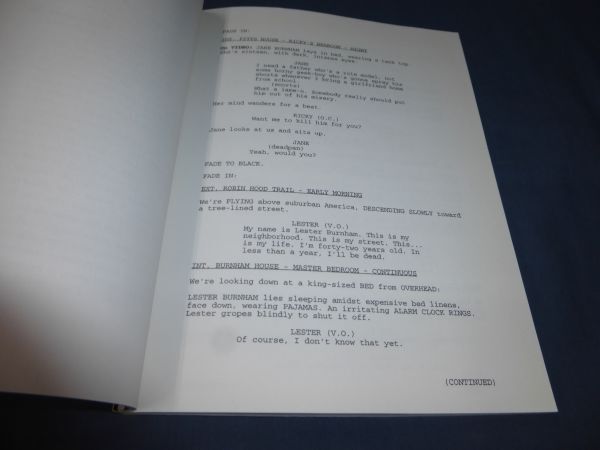 FADE IN:
INT. FITTS HOUSE - RICKY'S BEDROOM - NIGHT
ON VIDEO: JANE BURNHAM lays in bed, wearing a tank top.
She's sixteen, with dark, intense eyes.
JANE
I need a father who's a role model, not
some horny geek-boy who's gonna spray his
shorts whenever I bring a girlfriend home
from school.
(snorts)
What a lame-o. Somebody really should put
him out of his misery.
Her mind wanders for a beat.
RICKY (O.C.)
Want me to kill him for you?
Jane looks at us and sits up.
JANE
(deadpan)
Yeah, would you?
FADE TO BLACK.
FADE IN:
EXT. ROBIN HOOD TRAIL - EARLY MORNING
We're FLYING above suburban America, DESCENDING SLOWLY toward
a tree-lined street.
LESTER (V.O.)
My name is Lester Burnham. This is my
neighborhood. This is my street. This...
is my life. I'm forty-two years old. In
less than a year, I'll be dead.
INT. BURNHAM HOUSE - MASTER BEDROOM - CONTINUOUS
We're looking down at a king-sized BED from OVERHEAD:
LESTER BURNHAM lies sleeping amidst expensive bed linens,
face down, wearing PAJAMAS. An irritating ALARM CLOCK RINGS.
Lester gropes blindly to shut it off.
LESTER (V.O.)
Of course, I don't know that yet.
(CONTINUED)